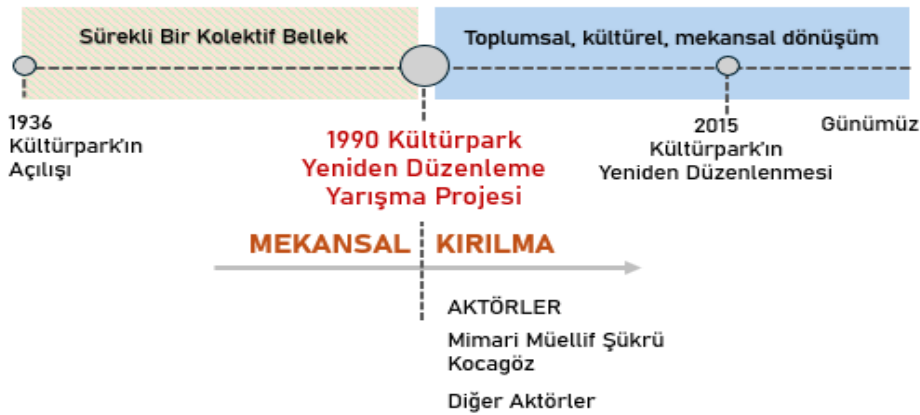 Sürekli Bir Kolektif Bellek
Toplumsal, kültürel, mekansal dönüşüm
1936
Kültürpark'ın
Açılışı
1990 Kültürpark
Yeniden Düzenleme
Yarışma Projesi
2015
Kültürpark'ın
Yeniden Düzenlenmesi
Günümüz
MEKANSAL KIRILMA
AKTÖRLER
Mimari Müellif Şükrü
Kocagöz
Diğer Aktörler